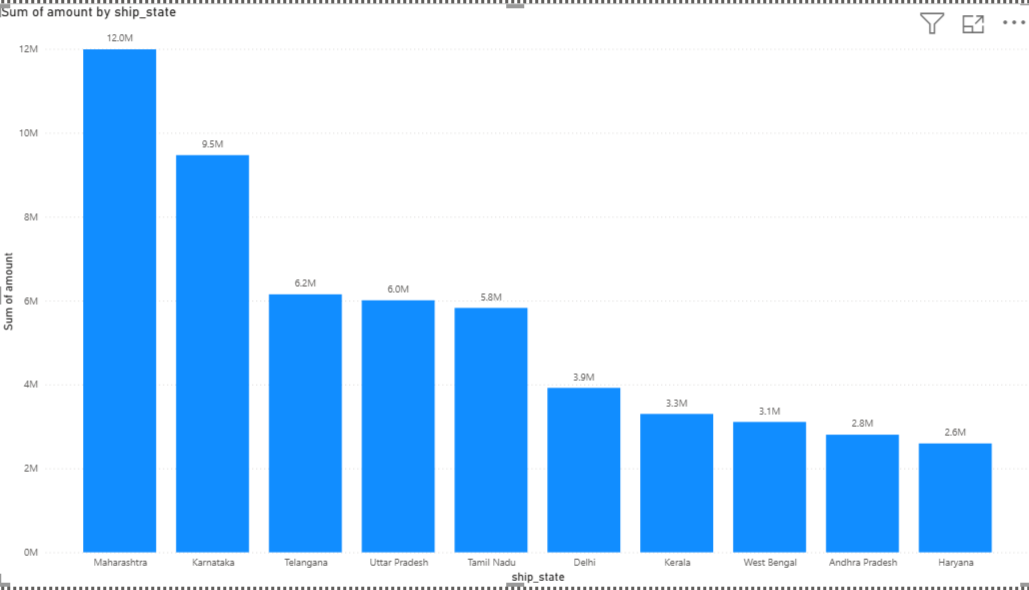 Sum of amount by ship_state
12.0M
12M
10M
9.5M
8M
6.2M
6.0M
5.8M
6M
3.9M
4M
3.3M
3.1M
2.8M
2.6M
2M
0M
Sum of amount
Maharashtra Karnataka Telangana Uttar Pradesh Tamil Nadu Delhi Kerala West Bengal Andhra Pradesh Haryana
ship_state